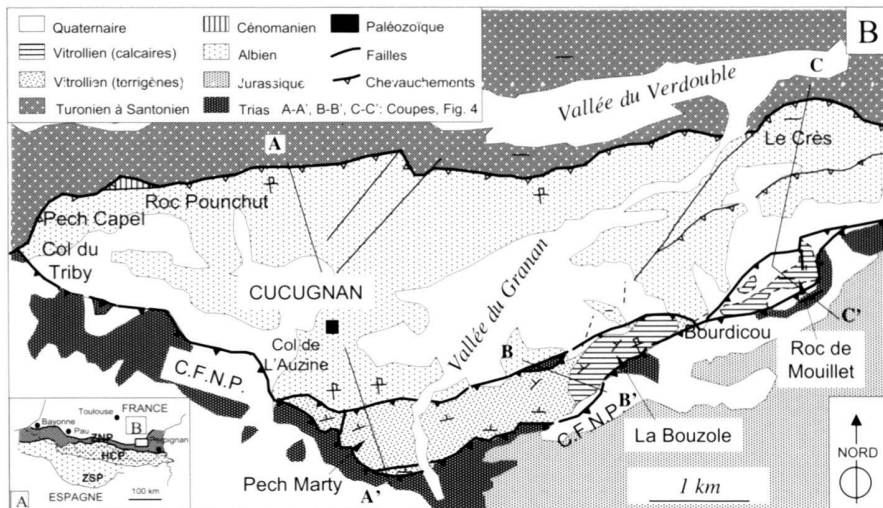 Quaternaire
Vitrollien (calcaires)
Vitrollien (terrigènes)
Turonien à Santonien
Cénomanien
Albien
Jurassique
Trias
Paléozoïque
Failles
Chevauchements
A-A', B-B', C-C': Coupes, Fig. 4
B
Vallée du Verdouble
C
A
Le Crès
Roc Pounchut
Pech Capel
Col du
Triby
CUCUGNAN
Vallée du Granan
Col de
L'Auzine
C.F.N.P.
B
Bourdicou
C'
Roc de
Mouillet
B'
C.F.N.P.
La Bouzole
Pech Marty
A'
1 km
NORD
Toulouse
FRANCE
Bayonne
Pau
B
Perpignan
ZNP
HCP
ZSP
ESPAGNE
100 km
A